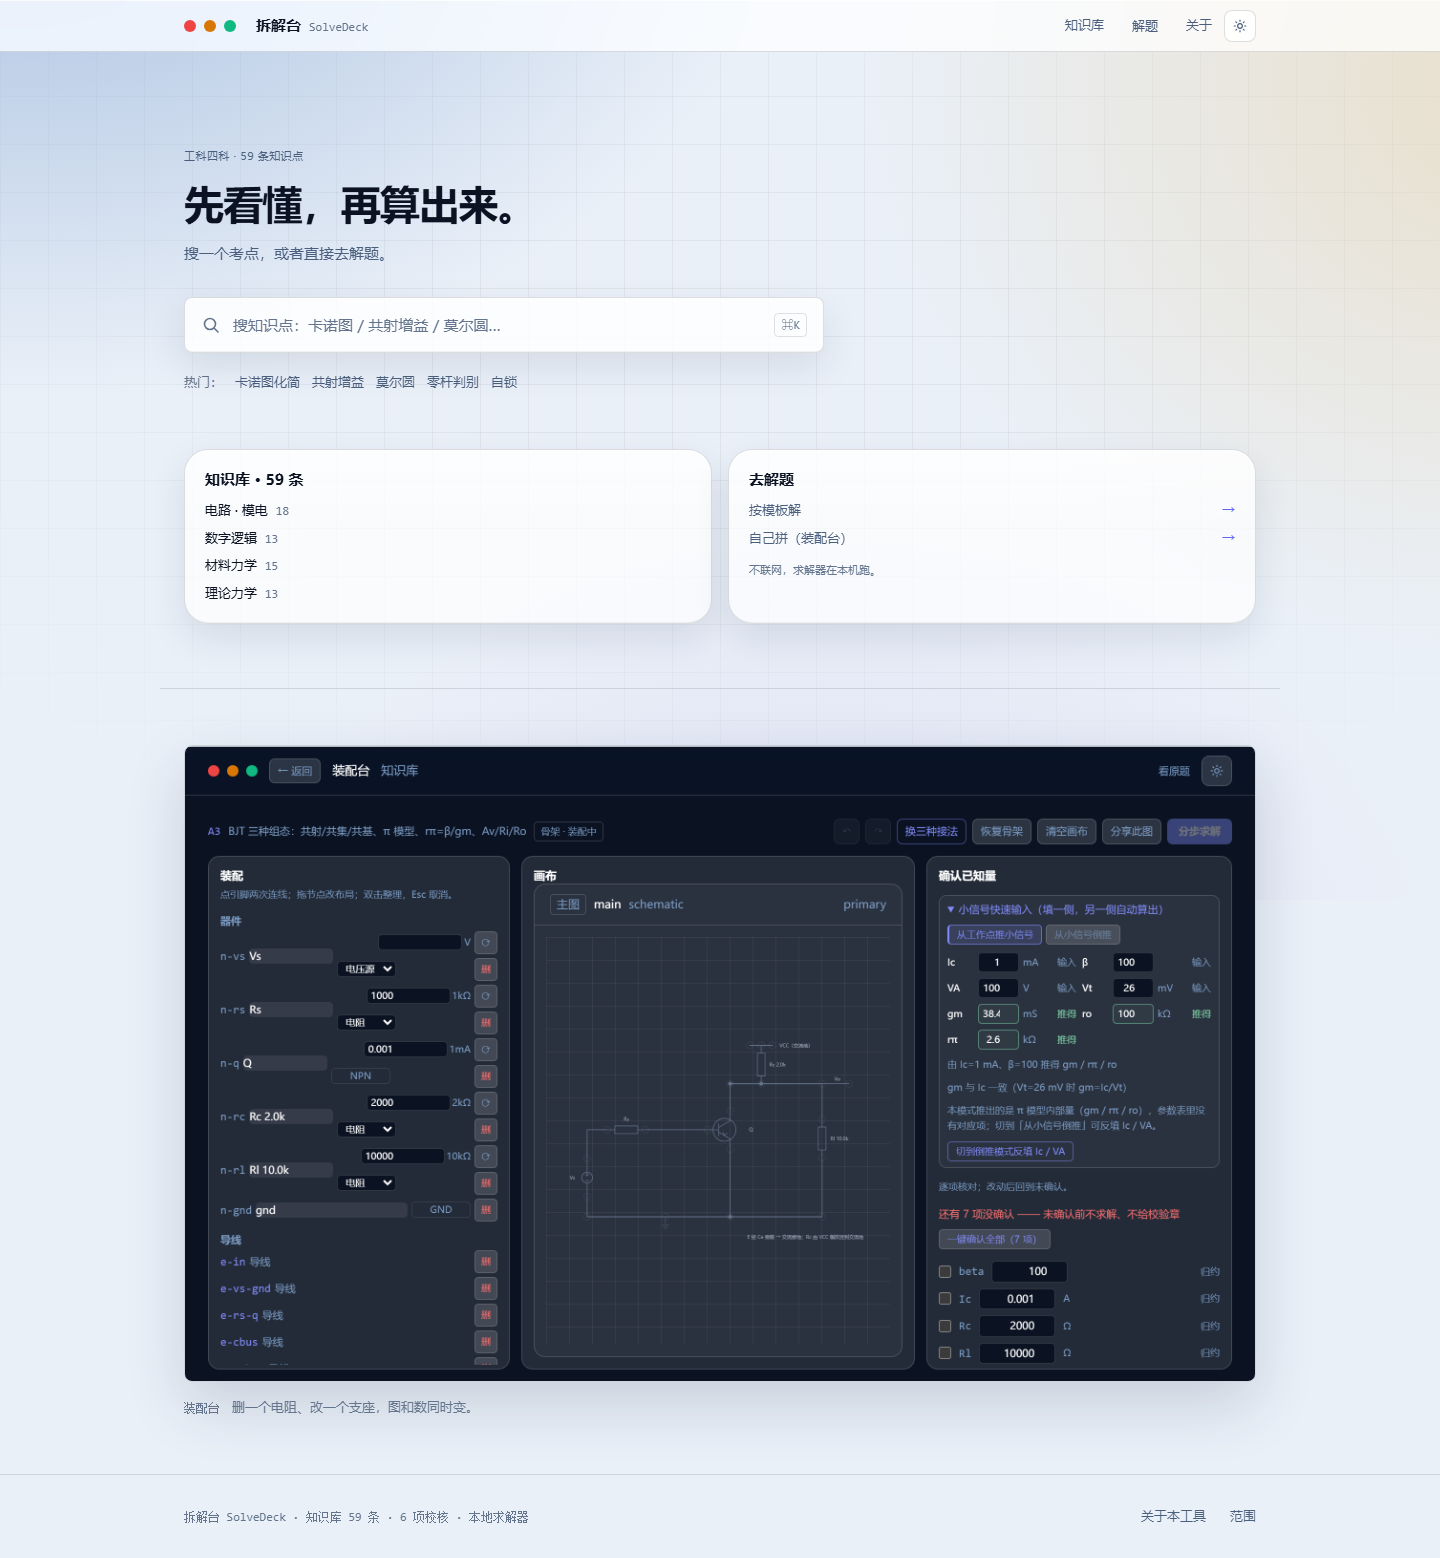 拆解台 SolveDeck
知识库 解题 关于
工科四科 · 59 条知识点
先看懂，再算出来。
搜一个考点，或者直接去解题。
搜知识点：卡诺图 / 共射增益 / 莫尔圆… ⌘K
热门： 卡诺图化简 共射增益 莫尔圆 零杆判别 自锁
知识库 • 59 条
电路 · 模电 18
数字逻辑 13
材料力学 15
理论力学 13
去解题
按模板解 →
自己拼（装配台） →
不联网，求解器在本机跑。
← 返回 装配台 知识库 看原题
A3 BJT 三种组态：共射/共集/共基、π 模型、rπ=β/gm、Av/Ri/Ro 骨架 · 装配中
换三种接法 恢复骨架 清空画布 分享此图 分步求解
装配
点引脚两次连线；拖节点改布局；双击整理，Esc 取消。
器件
n-vs Vs V 电压源 删
n-rs Rs 1000 1kΩ 电阻 删
n-q Q 0.001 1mA NPN 删
n-rc Rc 2.0k 2000 2kΩ 电阻 删
n-rl Rl 10.0k 10000 10kΩ 电阻 删
n-gnd gnd GND 删
导线
e-in 导线 删
e-vs-gnd 导线 删
e-rs-q 导线 删
e-cbus 导线 删
画布
主图 main schematic primary
Rc 2.0k
Rs
Q
Rl 10.0k
Vs
确认已知量
▼ 小信号快速输入（填一侧，另一侧自动算出）
从工作点推小信号 从小信号倒推
Ic 1 mA 输入 β 100 输入
VA 100 V 输入 Vt 26 mV 输入
gm 38.4 mS 推得 ro 100 kΩ 推得
rπ 2.6 kΩ 推得
由 Ic=1 mA、β=100 推得 gm / rπ / ro
gm 与 Ic 一致（Vt=26 mV 时 gm=Ic/Vt）
本模式推出的是 π 模型内部量（gm / rπ / ro），参数表里没
有对应项；切到「从小信号倒推」可反填 Ic / VA。
切到倒推模式反填 Ic / VA
逐项核对；改动后回到未确认。
还有 7 项没确认 —— 未确认前不求解、不给校验章
一键确认全部（7 项）
beta 100 归约
Ic 0.001 A 归约
Rc 2000 Ω 归约
Rl 10000 Ω 归约
装配台 删一个电阻、改一个支座，图和数同时变。
拆解台 SolveDeck · 知识库 59 条 · 6 项校核 · 本地求解器
关于本工具 范围